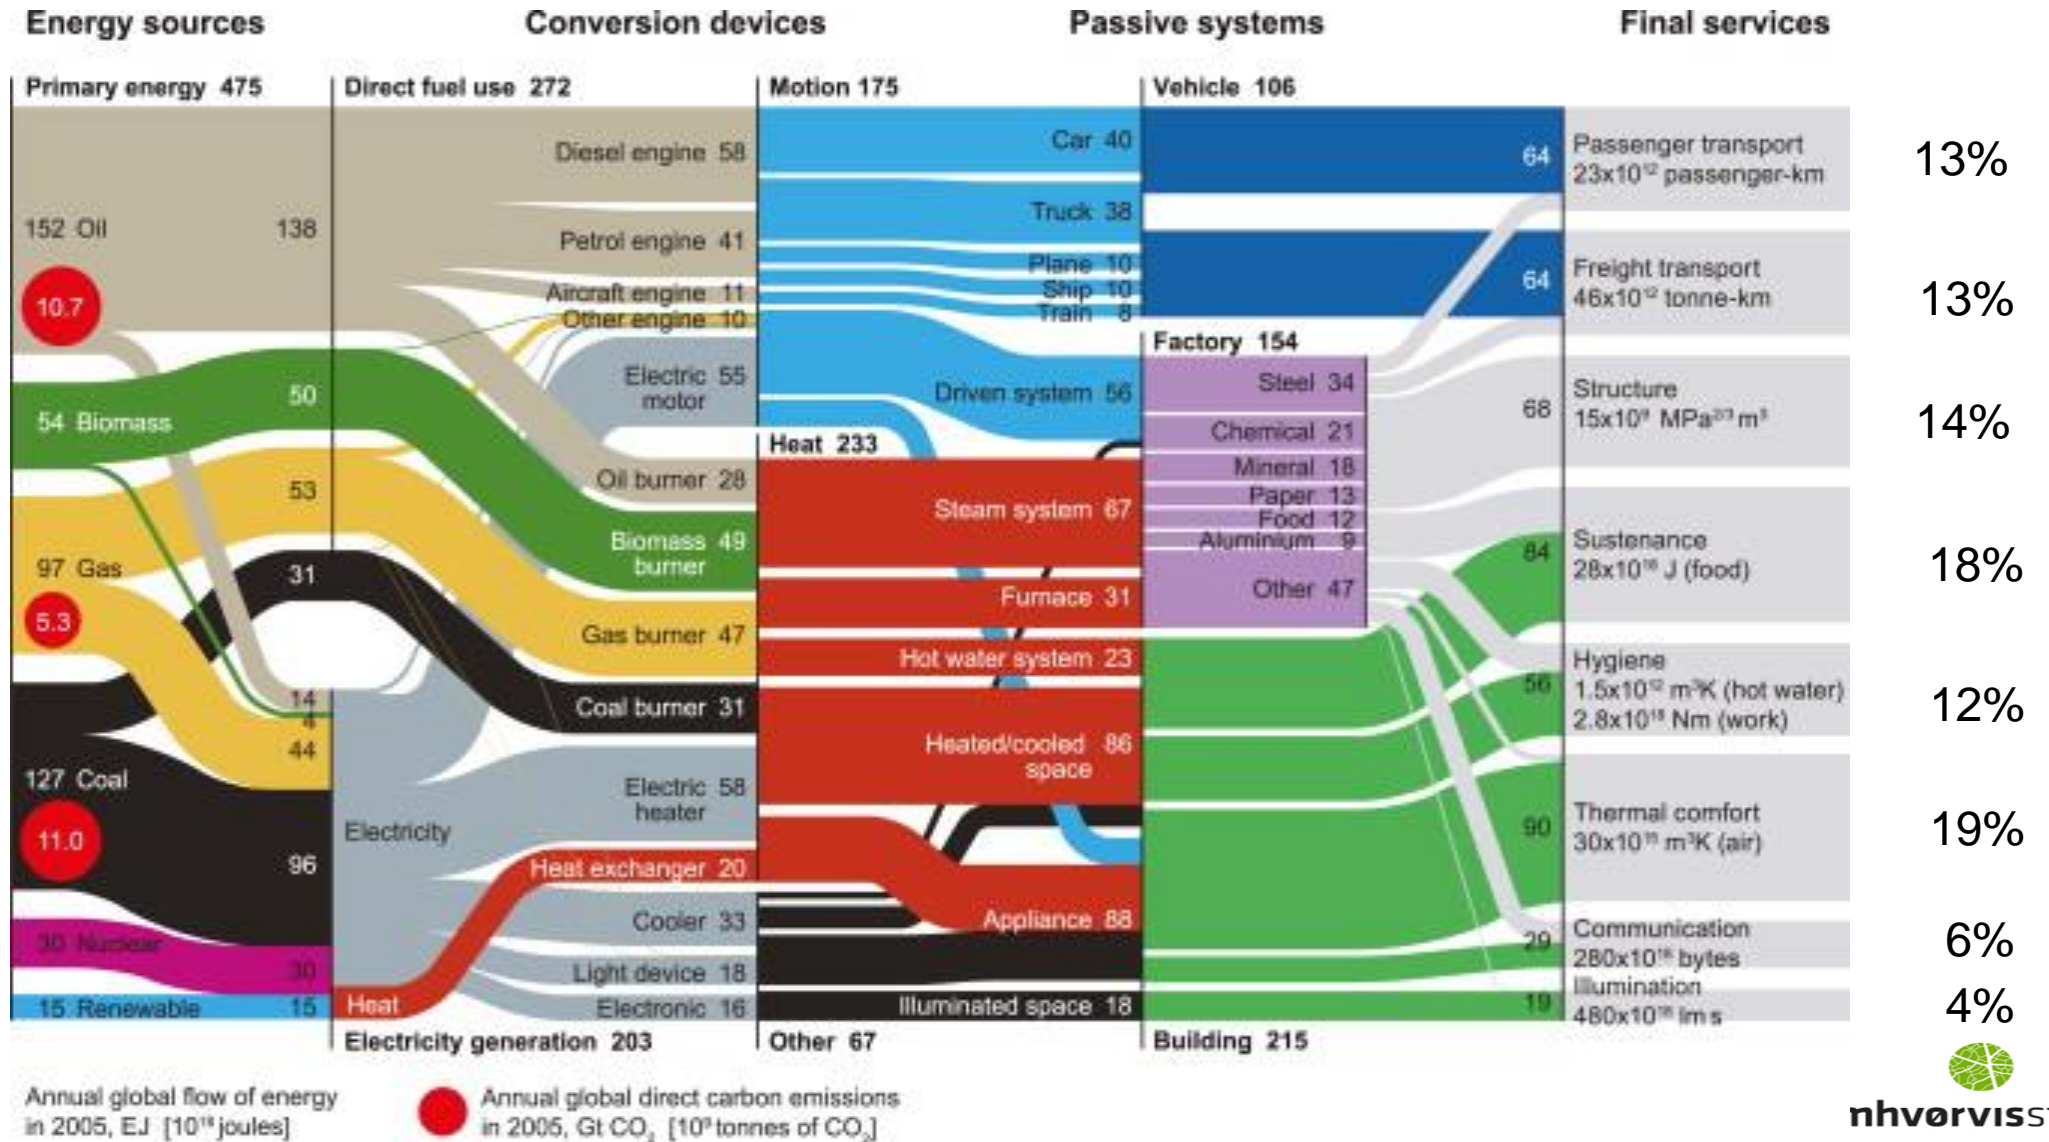 Energy sources
Conversion devices
Passive systems
Final services
Primary energy 475
Direct fuel use 272
Motion 175
Vehicle 106
152 Oil
138
10.7
54 Biomass
50
97 Gas
53
5.3
31
14
4
44
127 Coal
11.0
96
30 Nuclear
30
15 Renewable
15
Diesel engine 58
Petrol engine 41
Aircraft engine 11
Other engine 10
Electric 55
motor
Oil burner 28
Biomass 49
burner
Gas burner 47
Coal burner 31
Electricity
Electric 58
heater
Heat exchanger 20
Cooler 33
Light device 18
Heat
Electronic 16
Electricity generation 203
Car 40
Truck 38
Plane 10
Ship 10
Train 8
Driven system 56
Heat 233
Steam system 67
Furnace 31
Hot water system 23
Heated/cooled 86
space
Appliance 88
Illuminated space 18
Other 67
Factory 154
Steel 34
Chemical 21
Mineral 18
Paper 13
Food 12
Aluminium 9
Other 47
Building 215
64
Passenger transport
23x10¹² passenger-km
13%
64
Freight transport
46x10¹² tonne-km
13%
68
Structure
15x10⁹ MPa²ᐟ³m³
14%
84
Sustenance
28x10¹⁸ J (food)
18%
56
Hygiene
1.5x10¹² m³K (hot water)
2.8x10¹⁸ Nm (work)
12%
90
Thermal comfort
30x10¹⁵ m³K (air)
19%
29
Communication
280x10¹⁸ bytes
6%
19
Illumination
480x10¹⁸ lm s
4%
Annual global flow of energy
in 2005, EJ [10¹⁸ joules]
Annual global direct carbon emissions
in 2005, Gt CO₂ [10⁹ tonnes of CO₂]